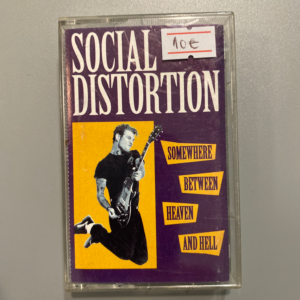 10€
SOCIAL
DISTORTION
SOMEWHERE
BETWEEN
HEAVEN
AND HELL